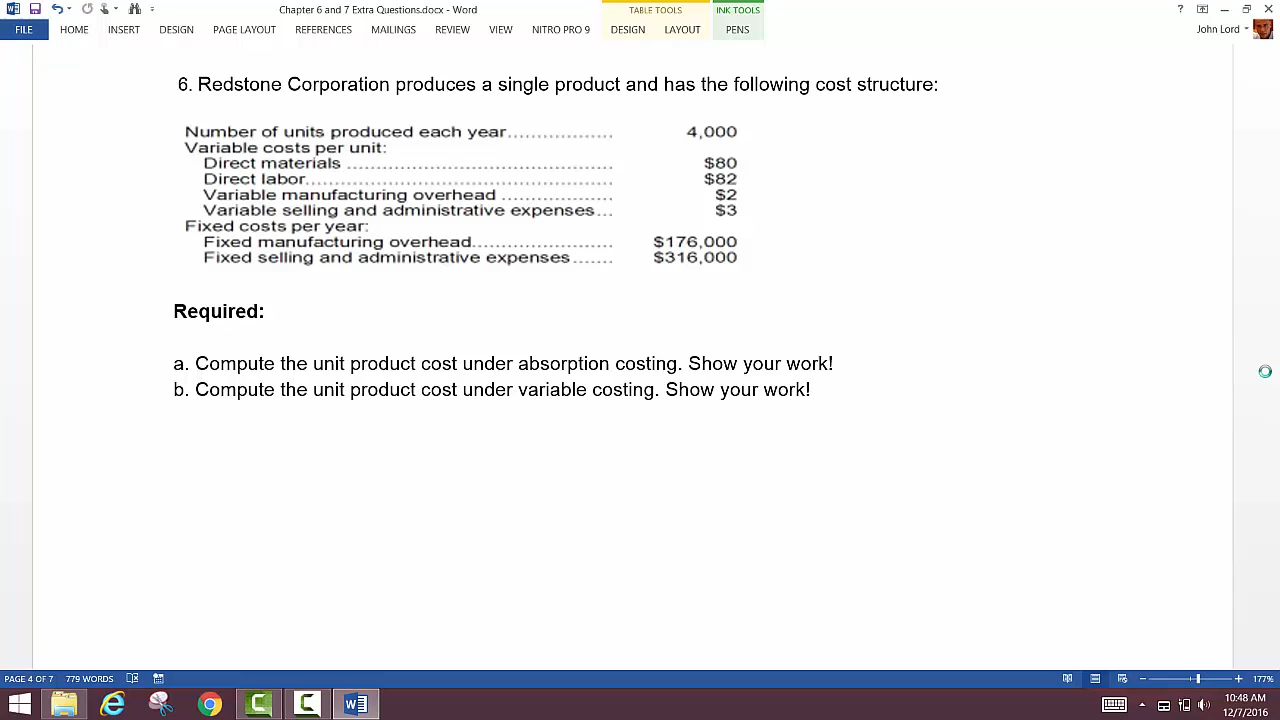 Chapter 6 and 7 Extra Questions.docx - Word
TABLE TOOLS
INK TOOLS
?
FILE HOME INSERT DESIGN PAGE LAYOUT REFERENCES MAILINGS REVIEW VIEW NITRO PRO 9 DESIGN LAYOUT PENS
John Lord
6. Redstone Corporation produces a single product and has the following cost structure:
Number of units produced each year.................. 4,000
Variable costs per unit:
Direct materials .............................................. $80
Direct labor..................................................... $82
Variable manufacturing overhead ................... $2
Variable selling and administrative expenses... $3
Fixed costs per year:
Fixed manufacturing overhead........................ $176,000
Fixed selling and administrative expenses....... $316,000
Required:
a. Compute the unit product cost under absorption costing. Show your work!
b. Compute the unit product cost under variable costing. Show your work!
PAGE 4 OF 7 779 WORDS
177%
10:48 AM
12/7/2016